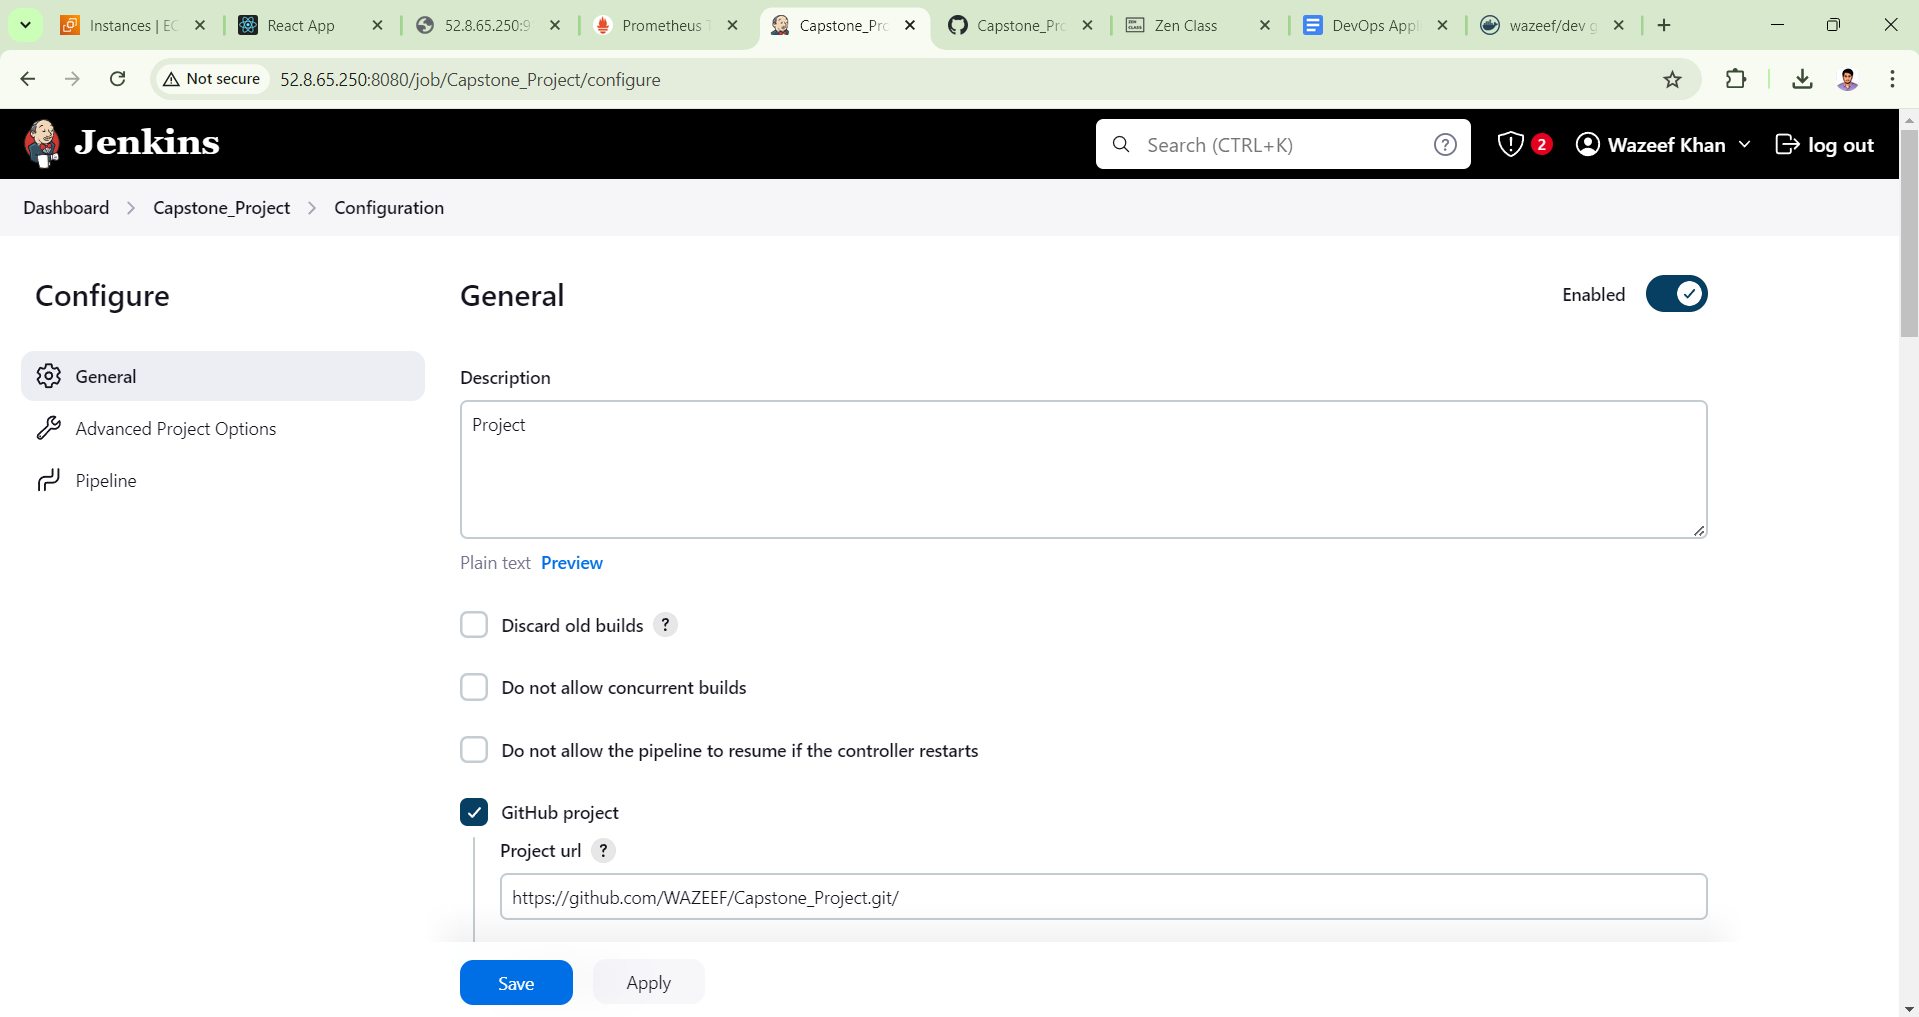 Instances | EC
React App
52.8.65.250:9
Prometheus T
Capstone_Pro
Capstone_Pro
Zen Class
DevOps Appl
wazeef/dev g
Not secure
52.8.65.250:8080/job/Capstone_Project/configure
Jenkins
Search (CTRL+K)
?
2
Wazeef Khan
log out
Dashboard > Capstone_Project > Configuration
Configure
General
Advanced Project Options
Pipeline
General
Enabled
Description
Project
Plain text Preview
Discard old builds ?
Do not allow concurrent builds
Do not allow the pipeline to resume if the controller restarts
GitHub project
Project url ?
https://github.com/WAZEEF/Capstone_Project.git/
Save
Apply